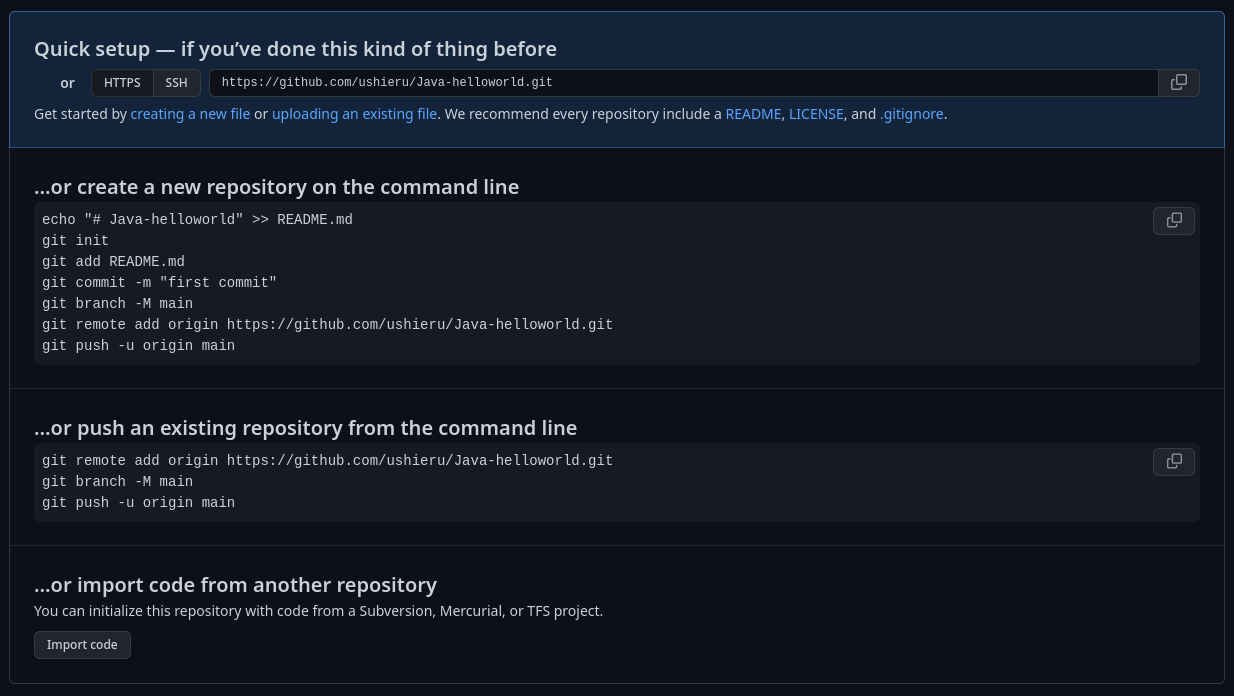 Quick setup — if you’ve done this kind of thing before
or HTTPS SSH https://github.com/ushieru/Java-helloworld.git
Get started by creating a new file or uploading an existing file. We recommend every repository include a README, LICENSE, and .gitignore.
…or create a new repository on the command line
echo "# Java-helloworld" >> README.md
git init
git add README.md
git commit -m "first commit"
git branch -M main
git remote add origin https://github.com/ushieru/Java-helloworld.git
git push -u origin main
…or push an existing repository from the command line
git remote add origin https://github.com/ushieru/Java-helloworld.git
git branch -M main
git push -u origin main
…or import code from another repository
You can initialize this repository with code from a Subversion, Mercurial, or TFS project.
Import code